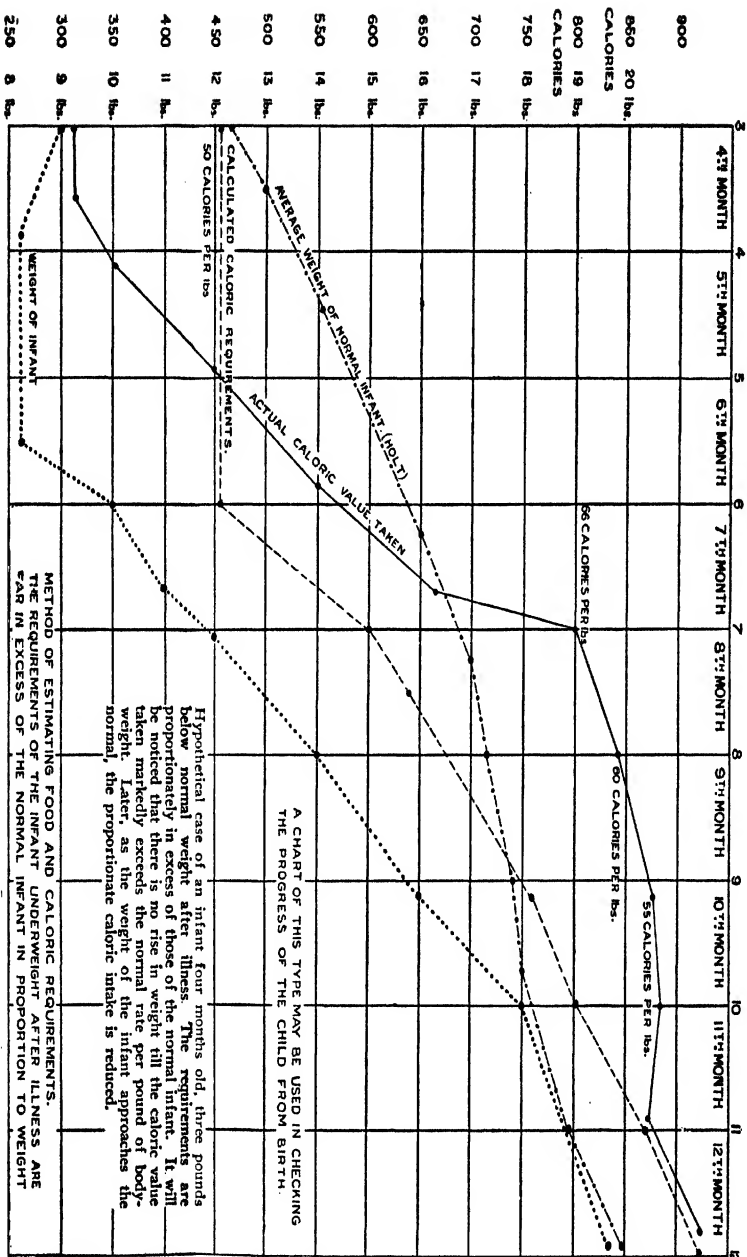 3 4 5 6 7 8 9 10 11
4TH MONTH 5TH MONTH 6TH MONTH 7TH MONTH 8TH MONTH 9TH MONTH 10TH MONTH 11TH MONTH 12TH MONTH
900
850 20 lbs.
CALORIES
800 19 lbs.
CALORIES
750 18 lbs.
700 17 lbs.
650 16 lbs.
600 15 lbs.
550 14 lbs.
500 13 lbs.
450 12 lbs.
400 11 lbs.
350 10 lbs.
300 9 lbs.
250 8 lbs.
66 CALORIES PER lbs
60 CALORIES PER lbs.
55 CALORIES PER lbs.
AVERAGE WEIGHT OF NORMAL INFANT. (HOLT)
ACTUAL CALORIC VALUE TAKEN
CALCULATED CALORIC REQUIREMENTS.
50 CALORIES PER lbs
WEIGHT OF INFANT
A CHART OF THIS TYPE MAY BE USED IN CHECKING
THE PROGRESS OF THE CHILD FROM BIRTH.
Hypothetical case of an infant four months old, three pounds
below normal weight after illness. The requirements are
proportionately in excess of those of the normal infant. It will
be noticed that there is no rise in weight till the caloric value
taken markedly exceeds the normal rate per pound of body-
weight. Later, as the weight of the infant approaches the
normal, the proportionate caloric intake is reduced.
METHOD OF ESTIMATING FOOD AND CALORIC REQUIREMENTS.
THE REQUIREMENTS OF THE INFANT UNDERWEIGHT AFTER ILLNESS ARE
FAR IN EXCESS OF THE NORMAL INFANT IN PROPORTION TO WEIGHT